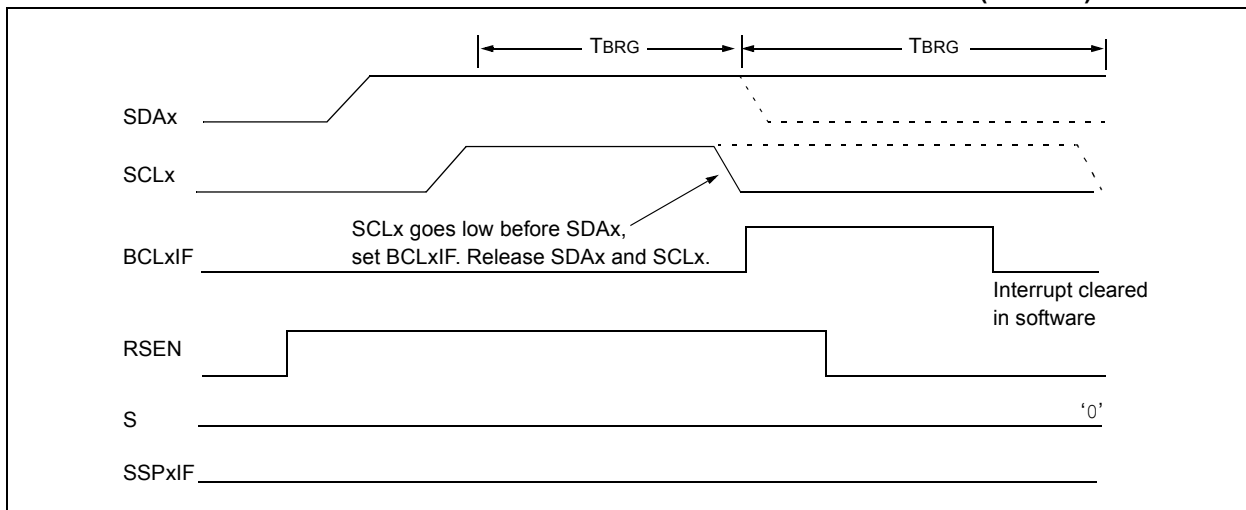 TBRG
TBRG
SDAx
SCLx
SCLx goes low before SDAx,
set BCLxIF. Release SDAx and SCLx.
BCLxIF
Interrupt cleared
in software
RSEN
‘0’
S
SSPxIF